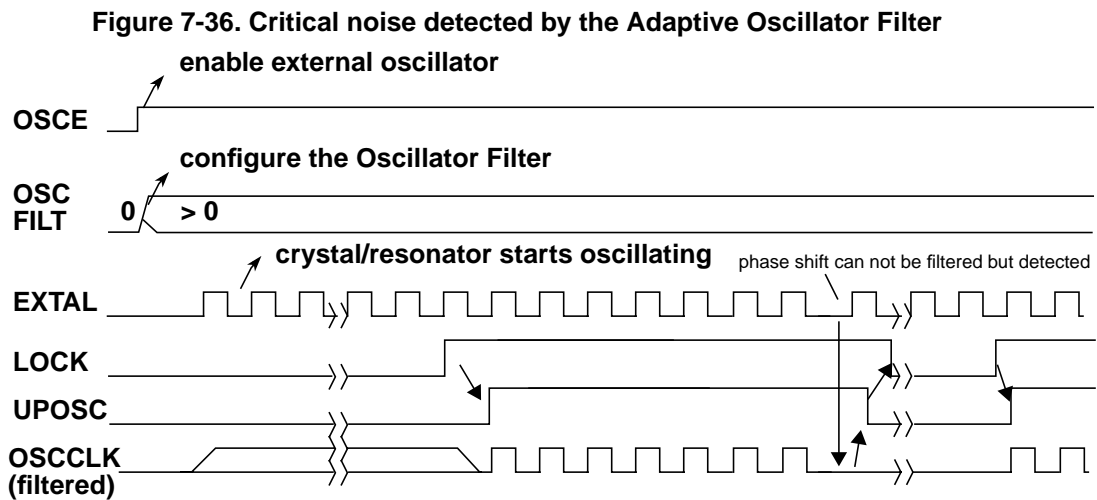 Figure 7-36. Critical noise detected by the Adaptive Oscillator Filter
enable external oscillator
OSCE
configure the Oscillator Filter
OSC
FILT
0
> 0
crystal/resonator starts oscillating
phase shift can not be filtered but detected
EXTAL
LOCK
UPOSC
OSCCLK
(filtered)